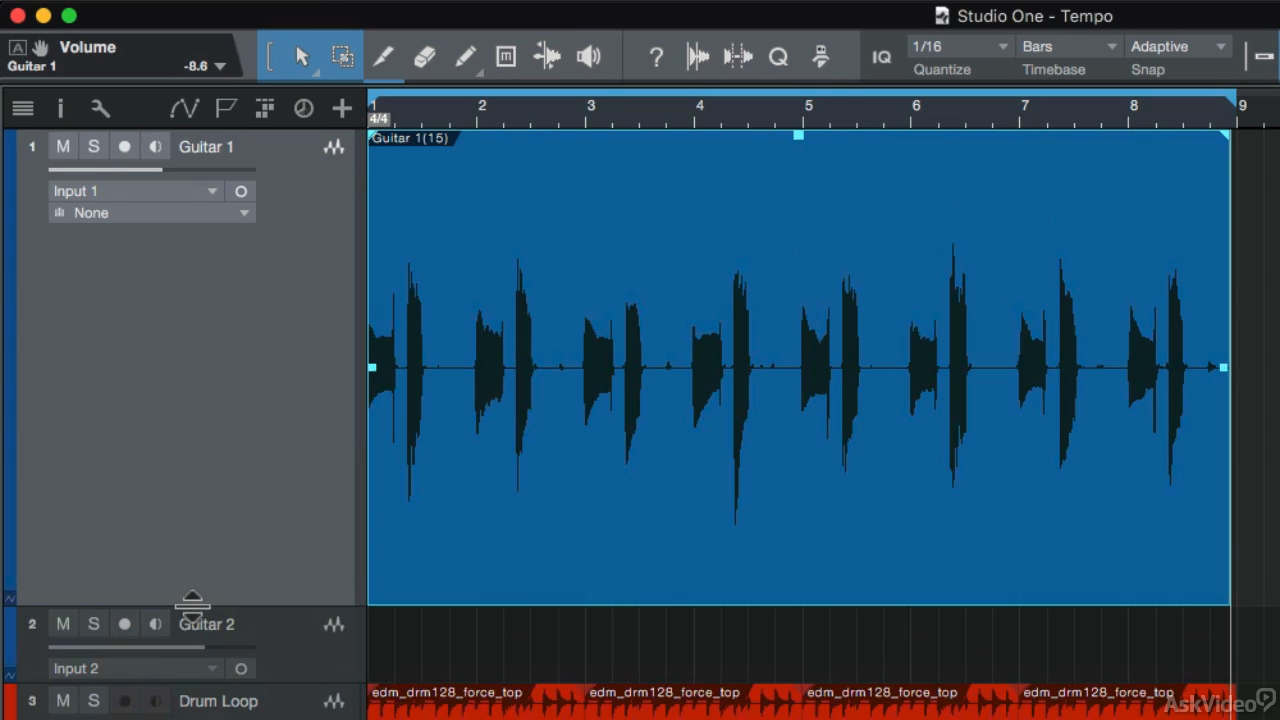 Studio One - Tempo
A Volume
Guitar 1 -8.6
? Q IQ 1/16 Bars Adaptive
Quantize Timebase Snap
1 2 3 4 5 6 7 8 9
4/4
1 M S Guitar 1
Guitar 1(15)
Input 1
None
2 M S Guitar 2
Input 2
3 M S Drum Loop
edm_drm128_force_top edm_drm128_force_top edm_drm128_force_top edm_drm128_force_top
AskVideo